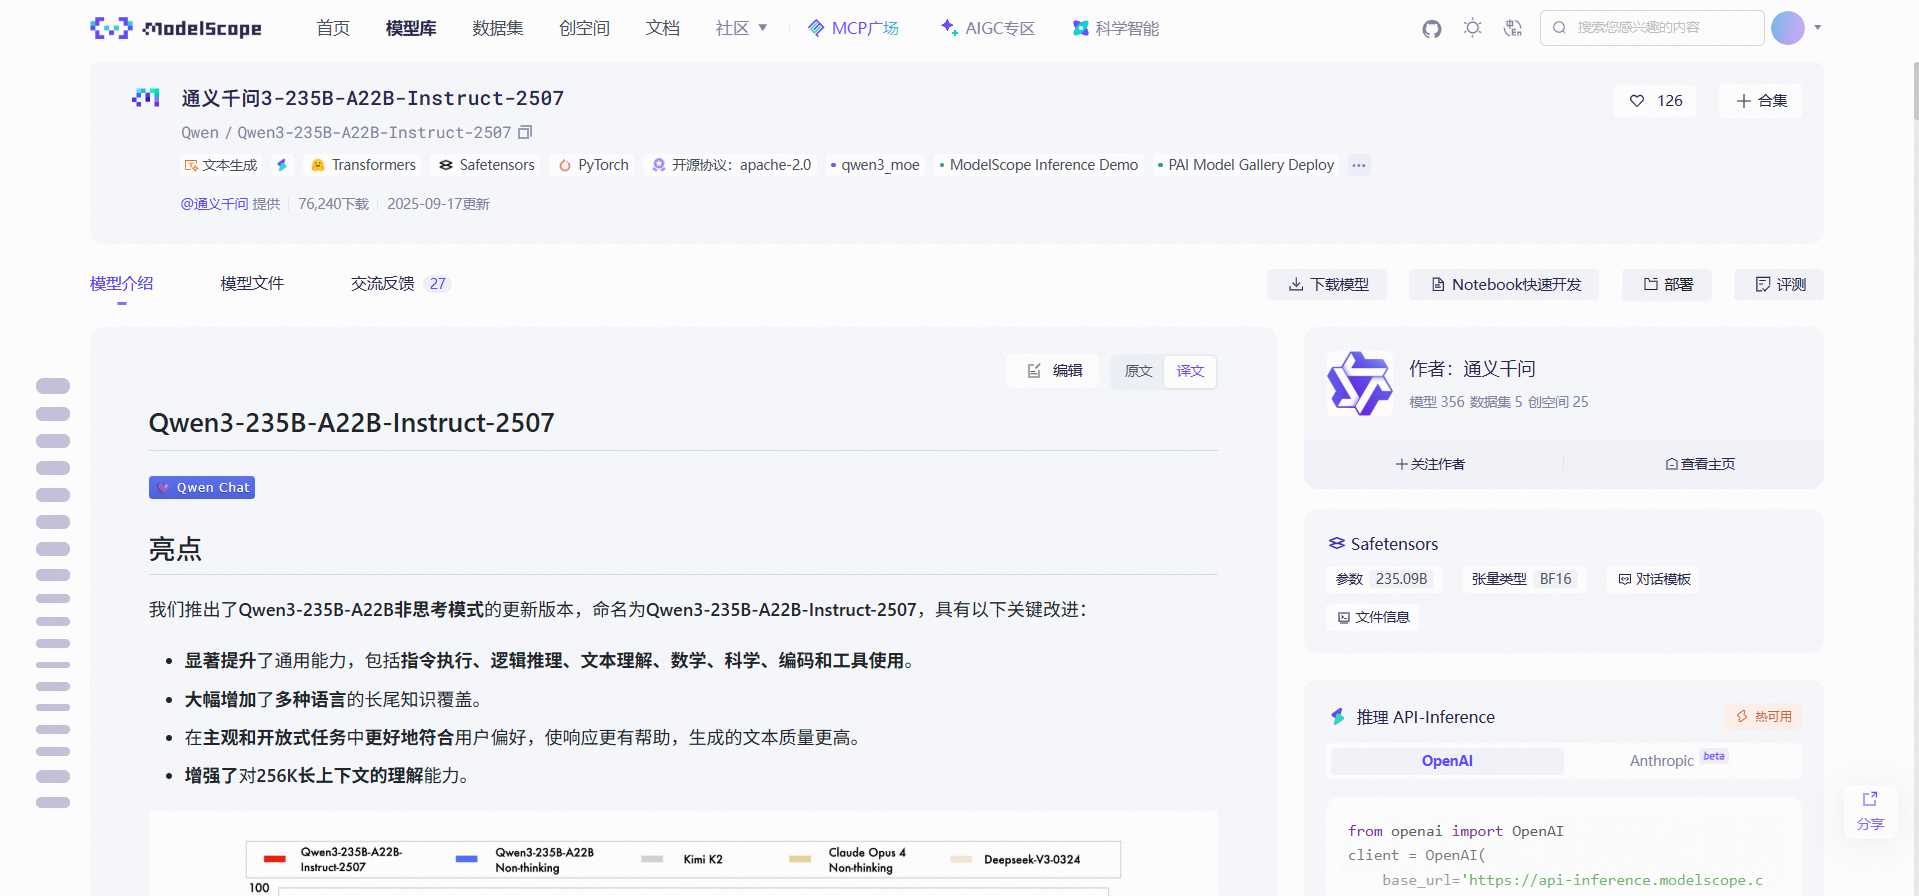 ModelScope 首页 模型库 数据集 创空间 文档 社区 MCP广场 AIGC专区 科学智能 搜索您感兴趣的内容
通义千问3-235B-A22B-Instruct-2507
126 合集
Qwen / Qwen3-235B-A22B-Instruct-2507
文本生成 Transformers Safetensors PyTorch 开源协议：apache-2.0 qwen3_moe ModelScope Inference Demo PAI Model Gallery Deploy ...
@通义千问 提供 76,240下载 2025-09-17更新
模型介绍 模型文件 交流反馈 27 下载模型 Notebook快速开发 部署 评测
编辑 原文 译文
Qwen3-235B-A22B-Instruct-2507
Qwen Chat
亮点
我们推出了Qwen3-235B-A22B非思考模式的更新版本，命名为Qwen3-235B-A22B-Instruct-2507，具有以下关键改进：
显著提升了通用能力，包括指令执行、逻辑推理、文本理解、数学、科学、编码和工具使用。
大幅增加了多种语言的长尾知识覆盖。
在主观和开放式任务中更好地符合用户偏好，使响应更有帮助，生成的文本质量更高。
增强了对256K长上下文的理解能力。
Qwen3-235B-A22B-
Instruct-2507
Qwen3-235B-A22B
Non-thinking
Kimi K2
Claude Opus 4
Non-thinking
Deepseek-V3-0324
100
作者：通义千问
模型 356 数据集 5 创空间 25
关注作者 查看主页
Safetensors
参数 235.09B 张量类型 BF16 对话模板
文件信息
推理 API-Inference 热可用
OpenAI Anthropic beta
from openai import OpenAI
client = OpenAI(
base_url='https://api-inference.modelscope.c
分享